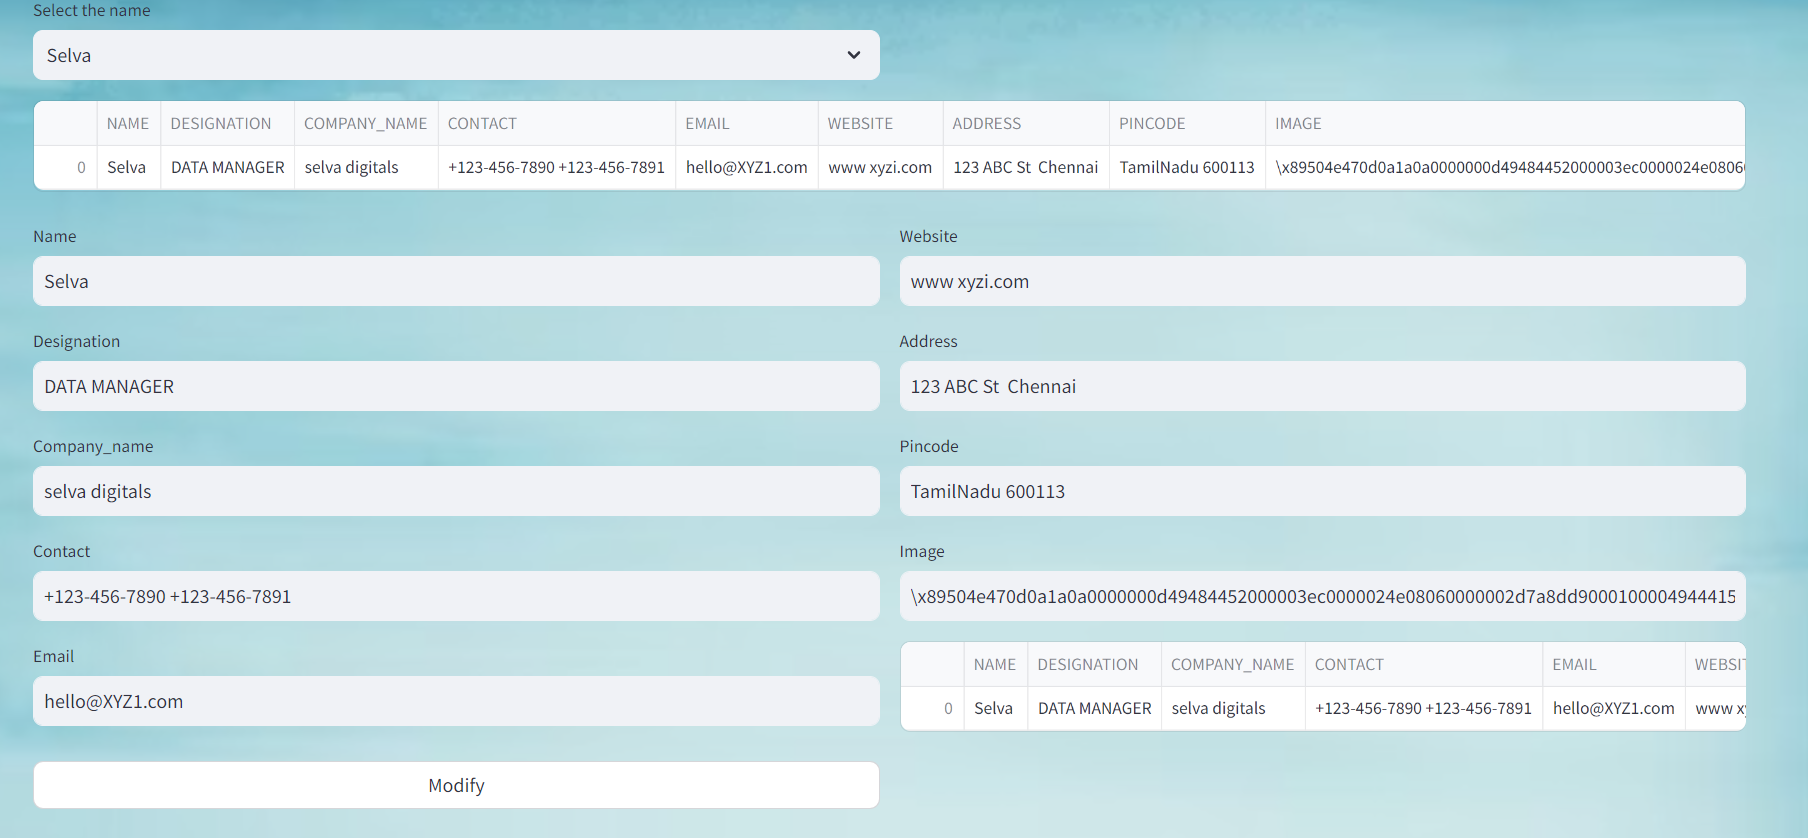 Select the name
Selva
NAME DESIGNATION COMPANY_NAME CONTACT EMAIL WEBSITE ADDRESS PINCODE IMAGE
0 Selva DATA MANAGER selva digitals +123-456-7890 +123-456-7891 hello@XYZ1.com www xyzi.com 123 ABC St  Chennai TamilNadu 600113 \x89504e470d0a1a0a0000000d49484452000003ec0000024e0806
Name
Selva
Designation
DATA MANAGER
Company_name
selva digitals
Contact
+123-456-7890 +123-456-7891
Email
hello@XYZ1.com
Modify
Website
www xyzi.com
Address
123 ABC St  Chennai
Pincode
TamilNadu 600113
Image
\x89504e470d0a1a0a0000000d49484452000003ec0000024e08060000002d7a8dd90001000049444415
NAME DESIGNATION COMPANY_NAME CONTACT EMAIL WEBSI
0 Selva DATA MANAGER selva digitals +123-456-7890 +123-456-7891 hello@XYZ1.com www x